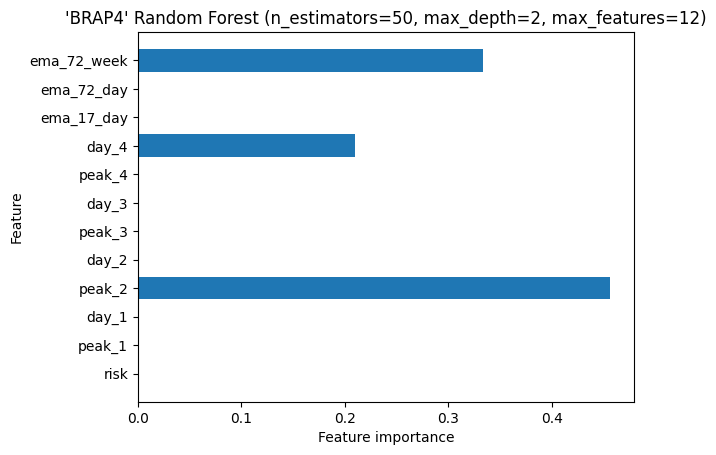 'BRAP4' Random Forest (n_estimators=50, max_depth=2, max_features=12)
Feature
ema_72_week
ema_72_day
ema_17_day
day_4
peak_4
day_3
peak_3
day_2
peak_2
day_1
peak_1
risk
0.0 0.1 0.2 0.3 0.4
Feature importance